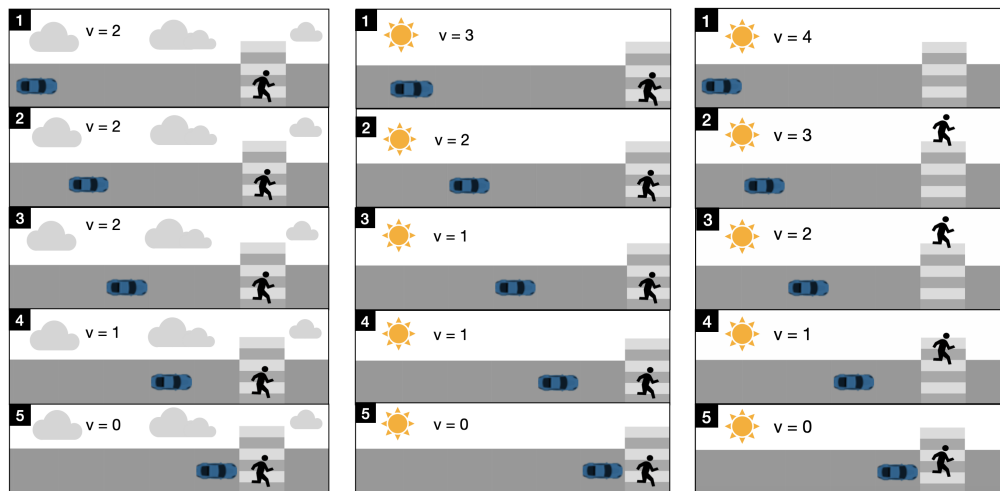 1 v = 2
2 v = 2
3 v = 2
4 v = 1
5 v = 0
1 v = 3
2 v = 2
3 v = 1
4 v = 1
5 v = 0
1 v = 4
2 v = 3
3 v = 2
4 v = 1
5 v = 0